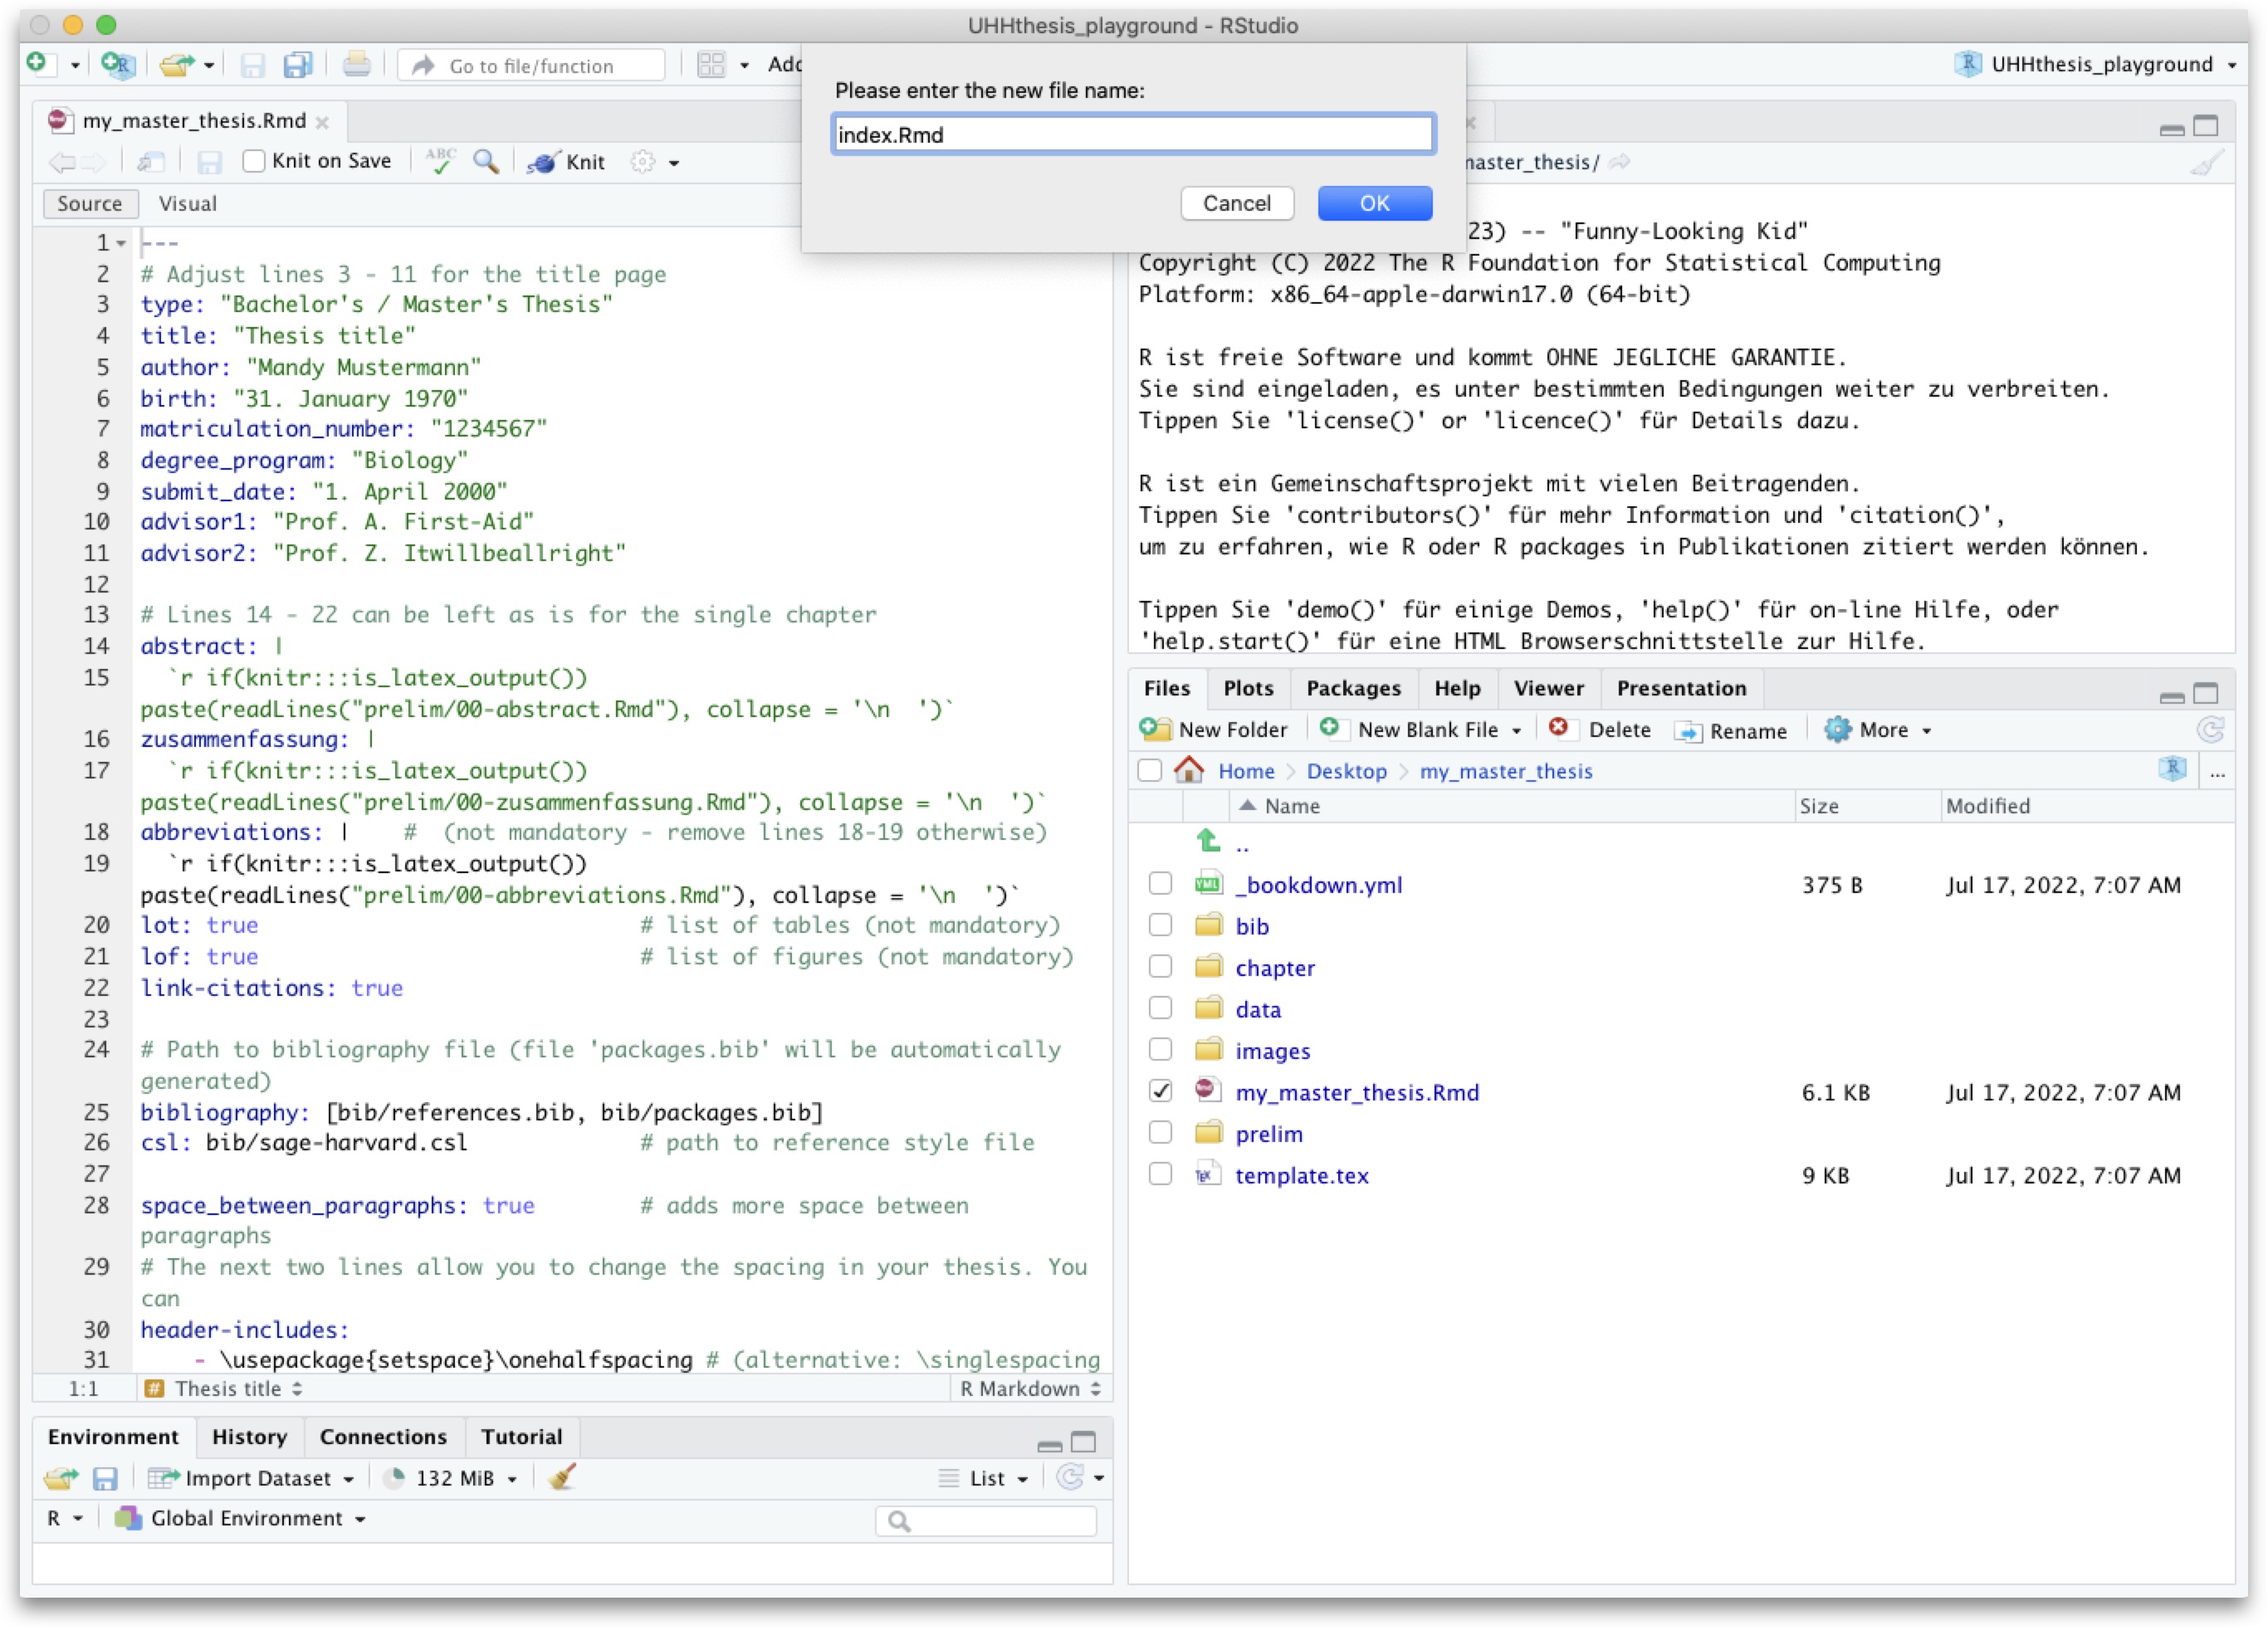 UHHthesis_playground - RStudio
Go to file/function
Adc
UHHthesis_playground
Please enter the new file name:
index.Rmd
Cancel
OK
my_master_thesis.Rmd
Knit on Save
ABC
Knit
Source
Visual
1 ---
2 # Adjust lines 3 - 11 for the title page
3 type: "Bachelor's / Master's Thesis"
4 title: "Thesis title"
5 author: "Mandy Mustermann"
6 birth: "31. January 1970"
7 matriculation_number: "1234567"
8 degree_program: "Biology"
9 submit_date: "1. April 2000"
10 advisor1: "Prof. A. First-Aid"
11 advisor2: "Prof. Z. Itwillbeallright"
12
13 # Lines 14 - 22 can be left as is for the single chapter
14 abstract: |
15 `r if(knitr:::is_latex_output())
paste(readLines("prelim/00-abstract.Rmd"), collapse = '\n  ')`
16 zusammenfassung: |
17 `r if(knitr:::is_latex_output())
paste(readLines("prelim/00-zusammenfassung.Rmd"), collapse = '\n  ')`
18 abbreviations: | # (not mandatory - remove lines 18-19 otherwise)
19 `r if(knitr:::is_latex_output())
paste(readLines("prelim/00-abbreviations.Rmd"), collapse = '\n  ')`
20 lot: true # list of tables (not mandatory)
21 lof: true # list of figures (not mandatory)
22 link-citations: true
23
24 # Path to bibliography file (file 'packages.bib' will be automatically
generated)
25 bibliography: [bib/references.bib, bib/packages.bib]
26 csl: bib/sage-harvard.csl # path to reference style file
27
28 space_between_paragraphs: true # adds more space between
paragraphs
29 # The next two lines allow you to change the spacing in your thesis. You
can
30 header-includes:
31 - \usepackage{setspace}\onehalfspacing # (alternative: \singlespacing
1:1
# Thesis title
R Markdown
Environment
History
Connections
Tutorial
Import Dataset
132 MiB
List
R
Global Environment
master_thesis/
23) -- "Funny-Looking Kid"
Copyright (C) 2022 The R Foundation for Statistical Computing
Platform: x86_64-apple-darwin17.0 (64-bit)
R ist freie Software und kommt OHNE JEGLICHE GARANTIE.
Sie sind eingeladen, es unter bestimmten Bedingungen weiter zu verbreiten.
Tippen Sie 'license()' or 'licence()' für Details dazu.
R ist ein Gemeinschaftsprojekt mit vielen Beitragenden.
Tippen Sie 'contributors()' für mehr Information und 'citation()',
um zu erfahren, wie R oder R packages in Publikationen zitiert werden können.
Tippen Sie 'demo()' für einige Demos, 'help()' für on-line Hilfe, oder
'help.start()' für eine HTML Browserschnittstelle zur Hilfe.
Files
Plots
Packages
Help
Viewer
Presentation
New Folder
New Blank File
Delete
Rename
More
Home
Desktop
my_master_thesis
...
Name
Size
Modified
..
_bookdown.yml 375 B Jul 17, 2022, 7:07 AM
bib
chapter
data
images
my_master_thesis.Rmd 6.1 KB Jul 17, 2022, 7:07 AM
prelim
template.tex 9 KB Jul 17, 2022, 7:07 AM